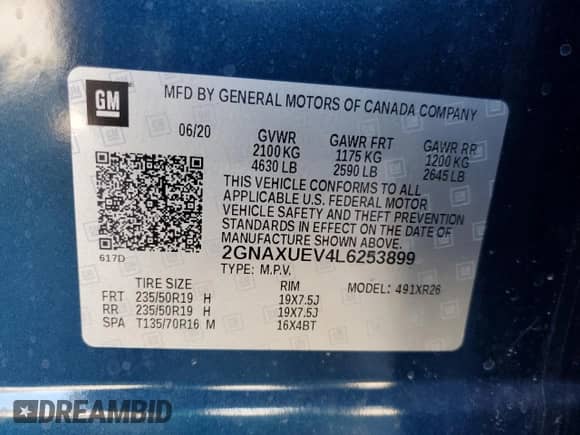 GM
MFD BY GENERAL MOTORS OF CANADA COMPANY
06/20 GVWR GAWR FRT GAWR RR
2100 KG 1175 KG 1200 KG
4630 LB 2590 LB 2645 LB
THIS VEHICLE CONFORMS TO ALL
APPLICABLE U.S. FEDERAL MOTOR
VEHICLE SAFETY AND THEFT PREVENTION
STANDARDS IN EFFECT ON THE DATE OF
MANUFACTURE SHOWN ABOVE.
617D 2GNAXUEV4L6253899
TYPE: M.P.V. MODEL: 491XR26
TIRE SIZE RIM
FRT 235/50R19 H 19X7.5J
RR 235/50R19 H 19X7.5J
SPA T135/70R16 M 16X4BT
DREAMBID